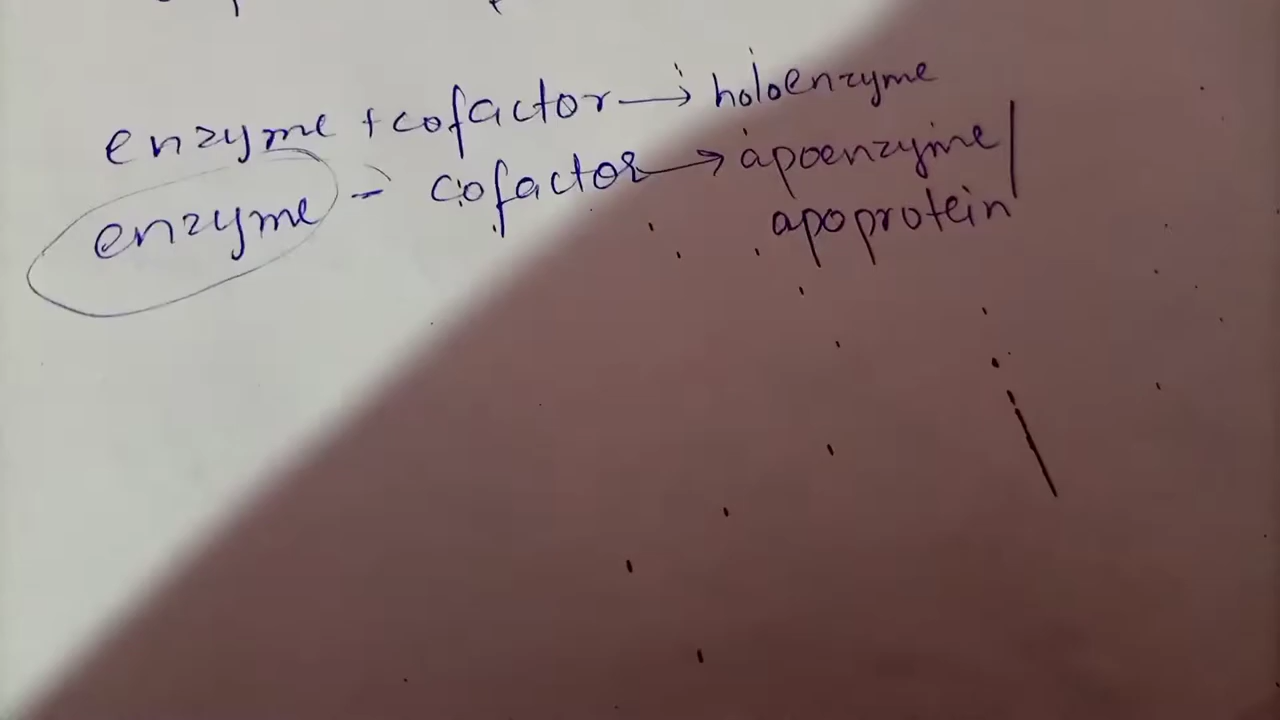 enzyme + cofactor → holoenzyme
enzyme - cofactor → apoenzyme/
apoprotein